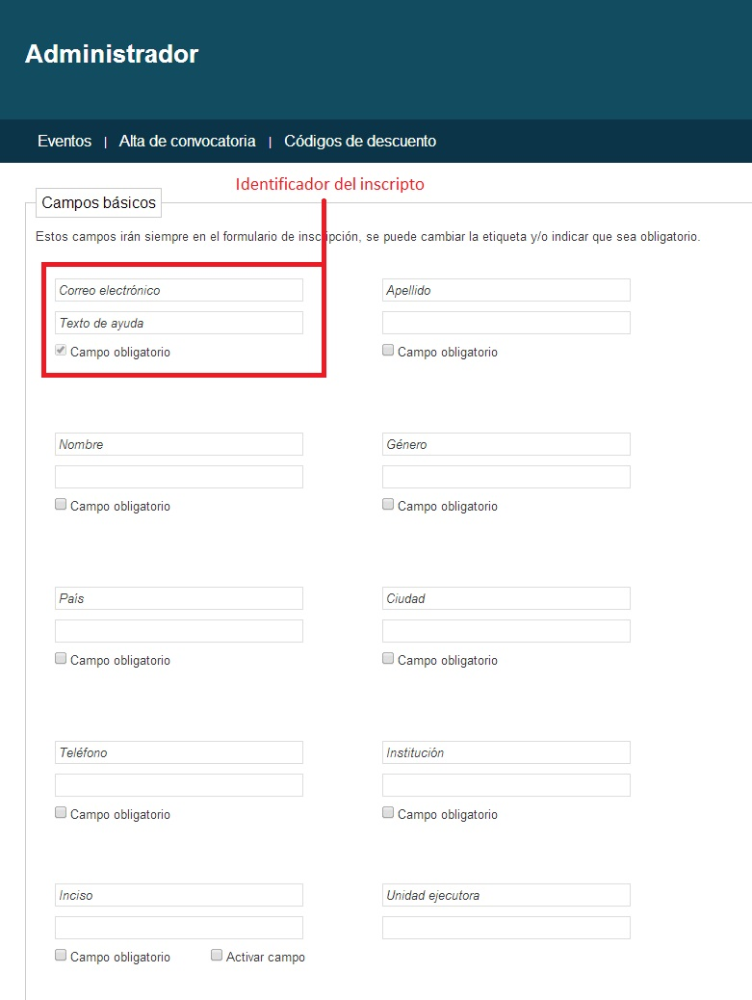 Administrador
Eventos | Alta de convocatoria | Códigos de descuento
Identificador del inscripto
Campos básicos
Estos campos irán siempre en el formulario de inscripción, se puede cambiar la etiqueta y/o indicar que sea obligatorio.
Correo electrónico Apellido
Texto de ayuda
Campo obligatorio Campo obligatorio
Nombre Género
Campo obligatorio Campo obligatorio
País Ciudad
Campo obligatorio Campo obligatorio
Teléfono Institución
Campo obligatorio Campo obligatorio
Inciso Unidad ejecutora
Campo obligatorio Activar campo